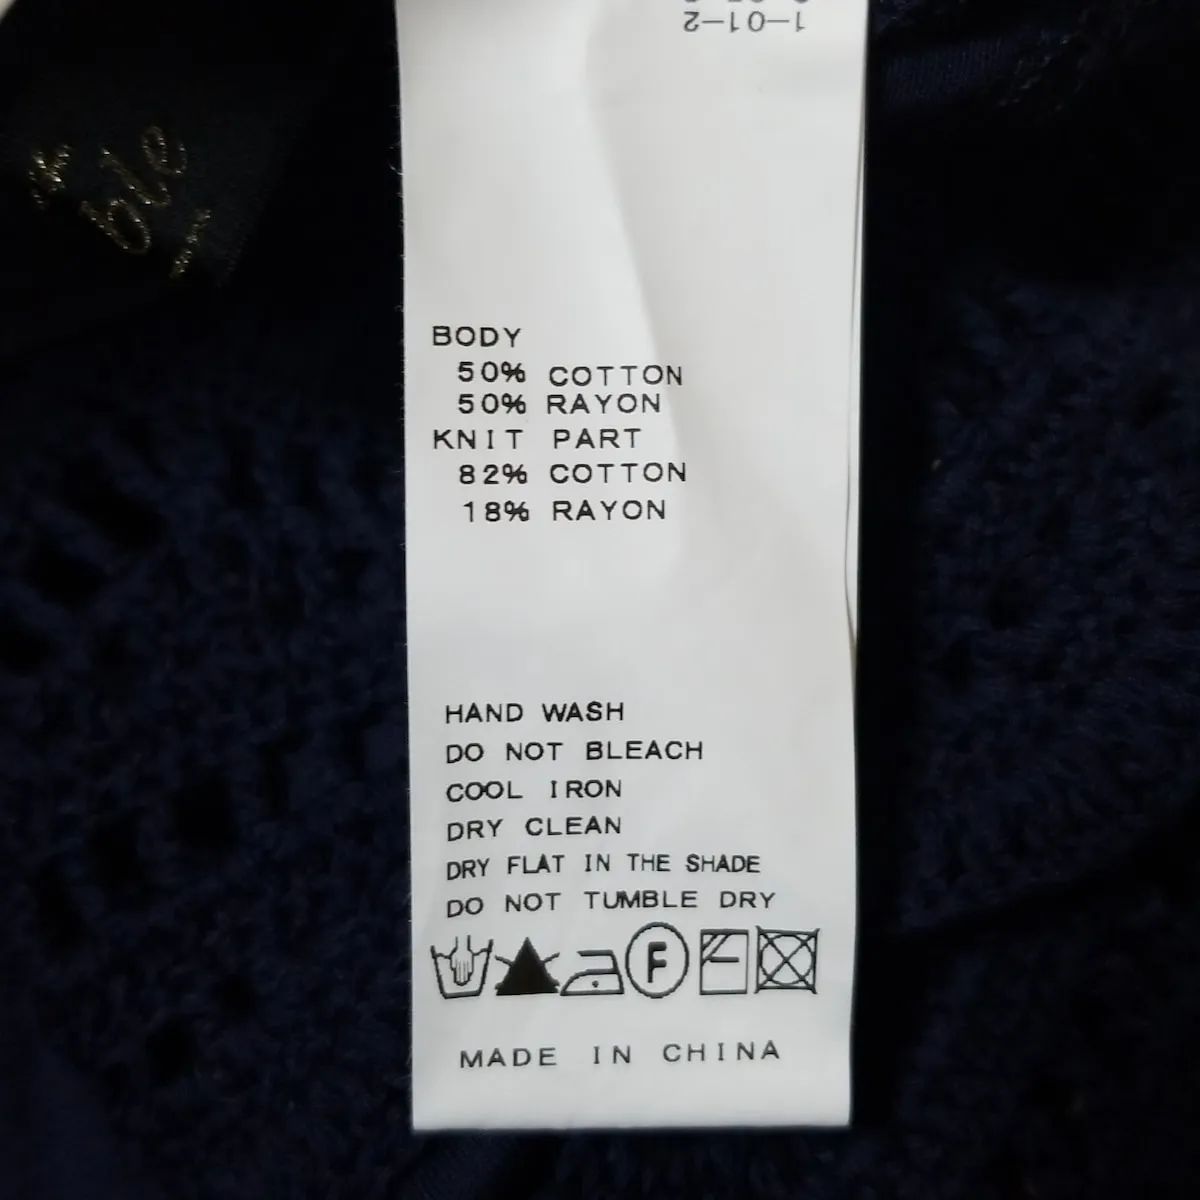 1-01-2
ble
BODY
50% COTTON
50% RAYON
KNIT PART
82% COTTON
18% RAYON
HAND WASH
DO NOT BLEACH
COOL IRON
DRY CLEAN
DRY FLAT IN THE SHADE
DO NOT TUMBLE DRY
F
MADE IN CHINA